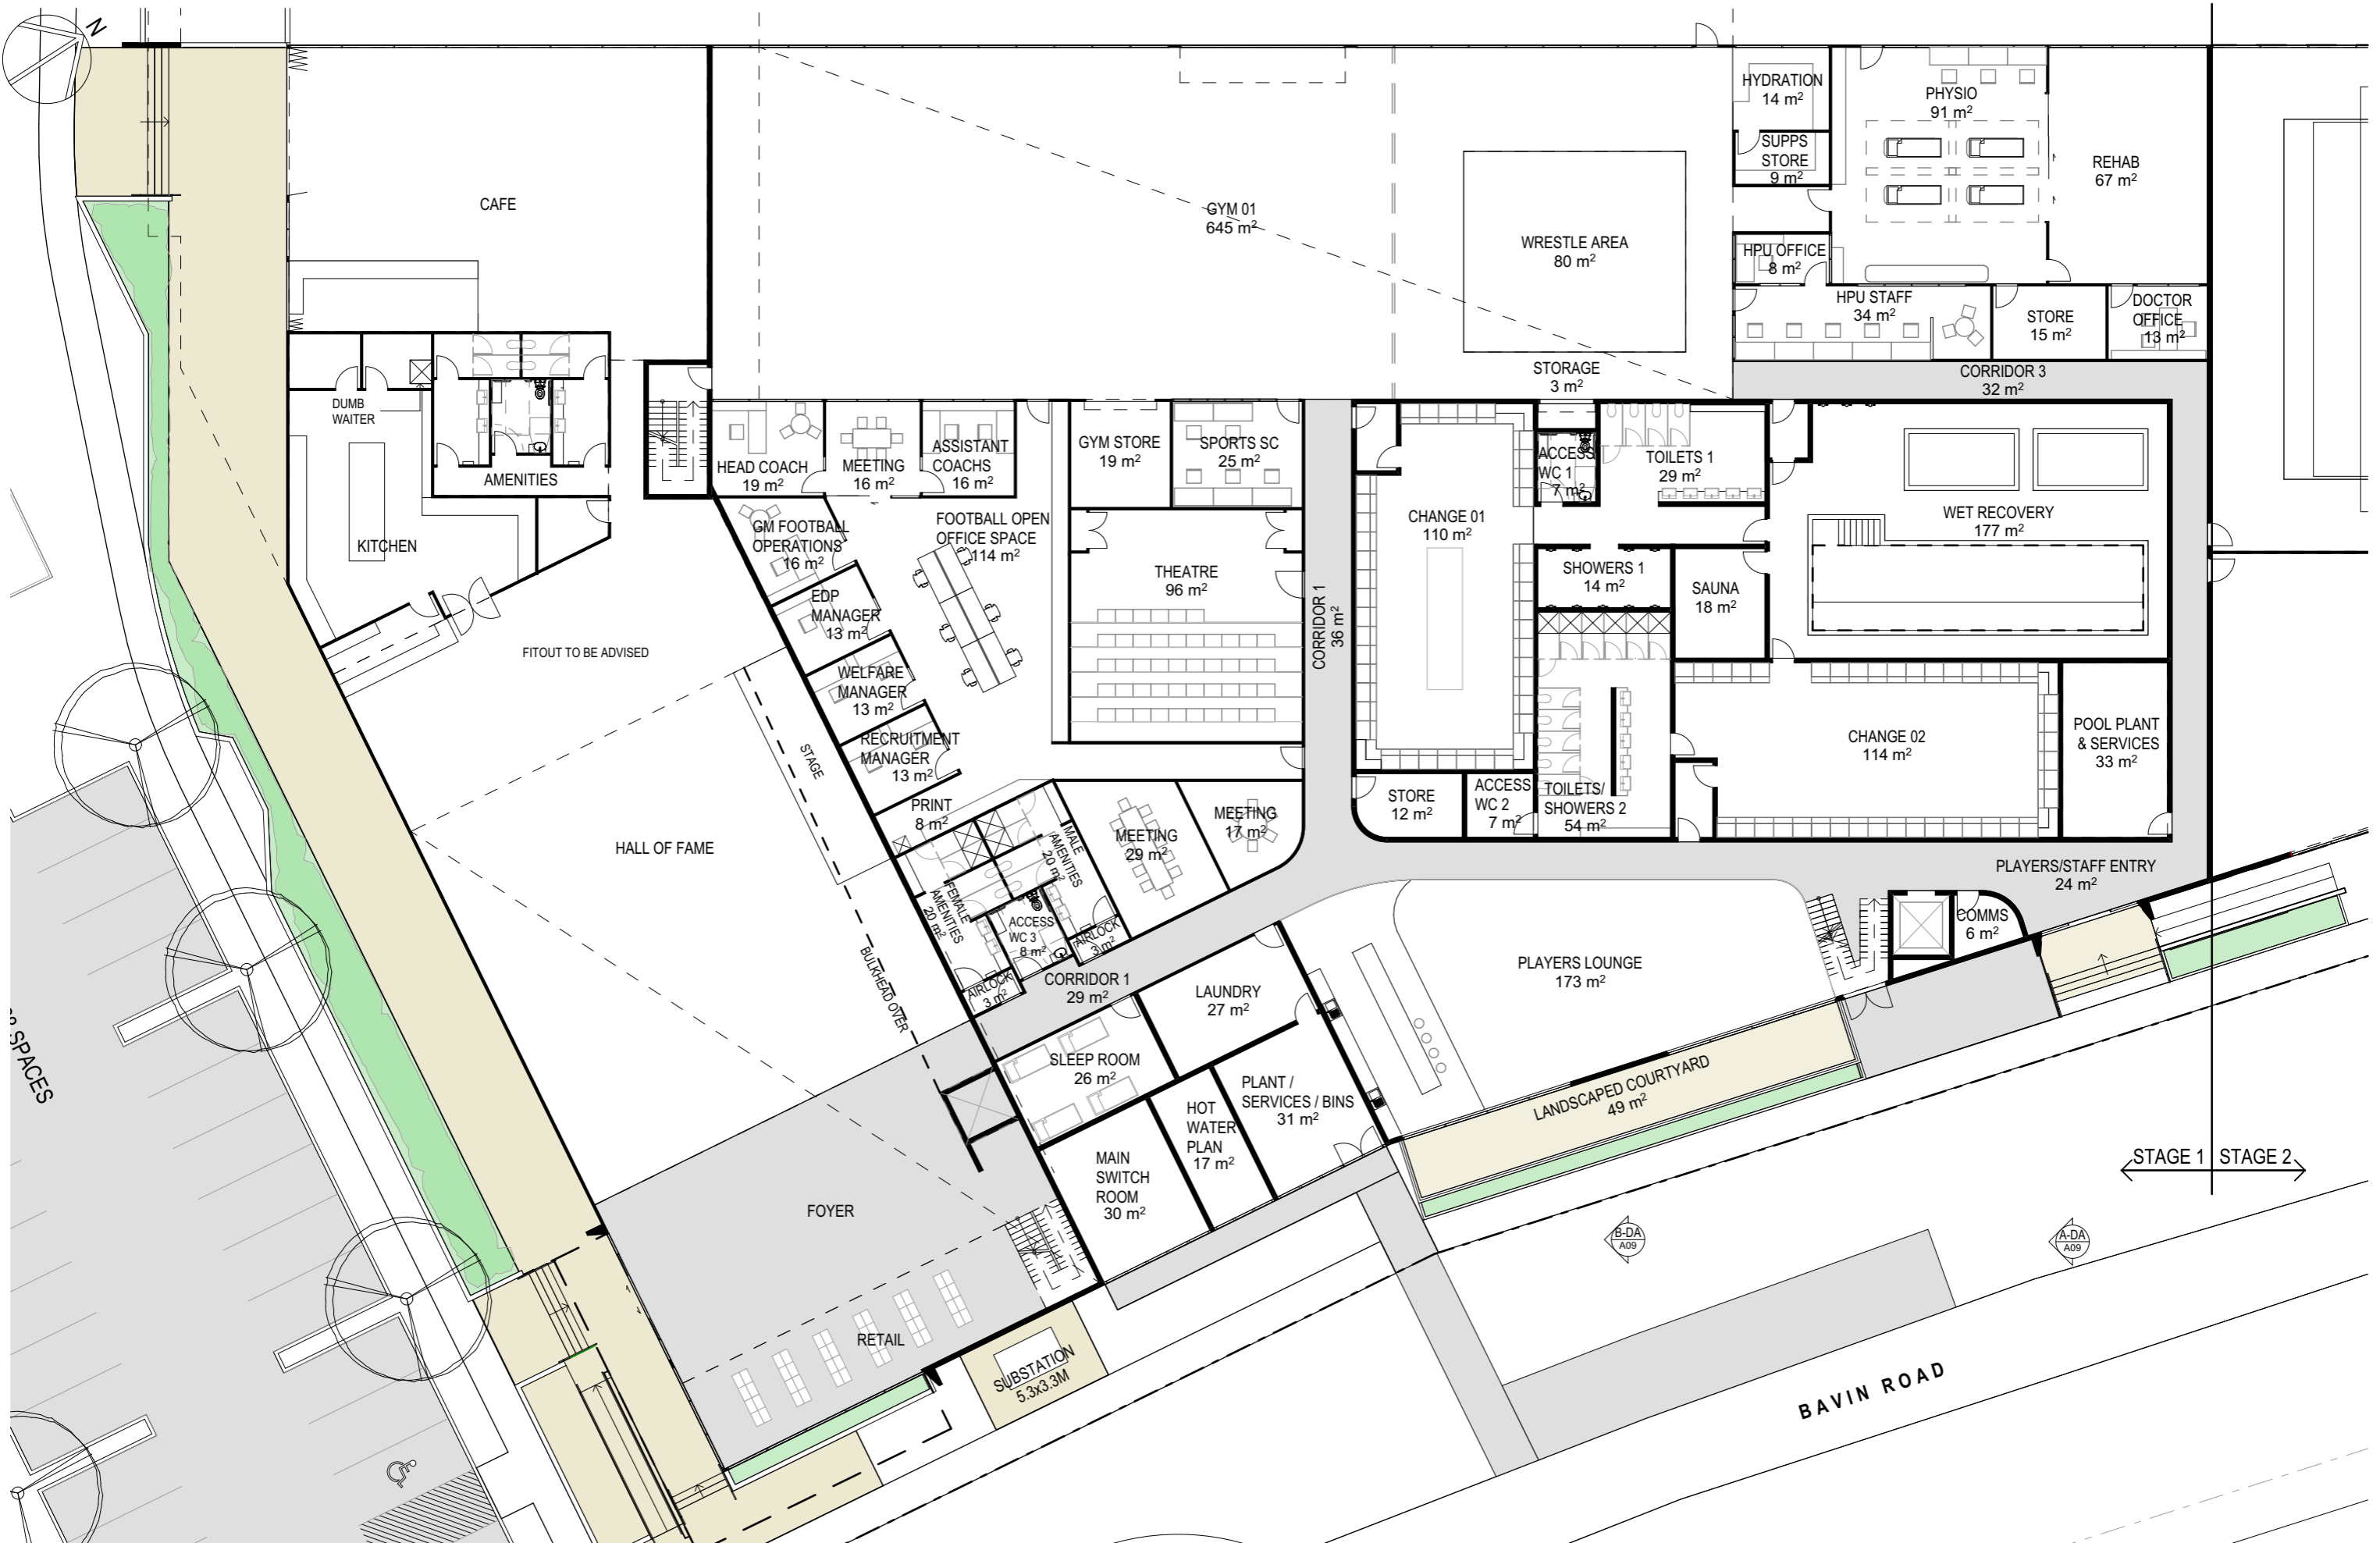 N
CAFE
GYM 01
645 m²
WRESTLE AREA
80 m²
HYDRATION
14 m²
SUPPS
STORE
9 m²
PHYSIO
91 m²
REHAB
67 m²
HPU OFFICE
8 m²
HPU STAFF
34 m²
STORE
15 m²
DOCTOR
OFFICE
13 m²
STORAGE
3 m²
CORRIDOR 3
32 m²
DUMB
WAITER
AMENITIES
KITCHEN
HEAD COACH
19 m²
MEETING
16 m²
ASSISTANT
COACHS
16 m²
GYM STORE
19 m²
SPORTS SC
25 m²
ACCESS
WC 1
7 m²
TOILETS 1
29 m²
GM FOOTBALL
OPERATIONS
16 m²
FOOTBALL OPEN
OFFICE SPACE
114 m²
CHANGE 01
110 m²
WET RECOVERY
177 m²
THEATRE
96 m²
SHOWERS 1
14 m²
SAUNA
18 m²
EDP
MANAGER
13 m²
CORRIDOR 1
36 m²
FITOUT TO BE ADVISED
WELFARE
MANAGER
13 m²
RECRUITMENT
MANAGER
13 m²
STAGE
CHANGE 02
114 m²
POOL PLANT
& SERVICES
33 m²
PRINT
8 m²
MEETING
29 m²
MEETING
17 m²
STORE
12 m²
ACCESS
WC 2
7 m²
TOILETS/
SHOWERS 2
54 m²
HALL OF FAME
MALE
AMENITIES
20 m²
FEMALE
AMENITIES
20 m²
ACCESS
WC 3
8 m²
AIRLOCK
3 m²
AIRLOCK
3 m²
PLAYERS/STAFF ENTRY
24 m²
COMMS
6 m²
BULKHEAD OVER
CORRIDOR 1
29 m²
LAUNDRY
27 m²
PLAYERS LOUNGE
173 m²
SPACES
SLEEP ROOM
26 m²
PLANT /
SERVICES / BINS
31 m²
HOT
WATER
PLAN
17 m²
LANDSCAPED COURTYARD
49 m²
MAIN
SWITCH
ROOM
30 m²
STAGE 1
STAGE 2
FOYER
B-DA
A09
A-DA
A09
RETAIL
SUBSTATION
5.3x3.3M
BAVIN ROAD